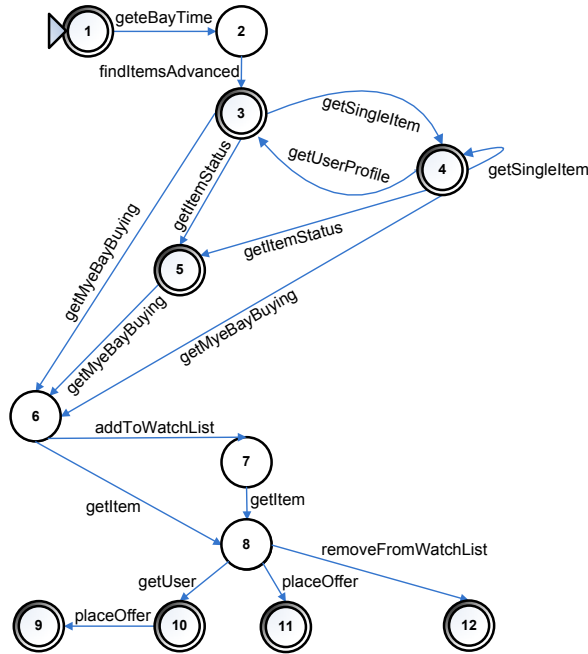 1
geteBayTime
2
findItemsAdvanced
3
getSingleItem
getUserProfile
4
getSingleItem
getItemStatus
getItemStatus
getMyeBayBuying
5
getMyeBayBuying
getMyeBayBuying
6
addToWatchList
7
getItem
getItem
8
removeFromWatchList
getUser
placeOffer
placeOffer
9
10
11
12